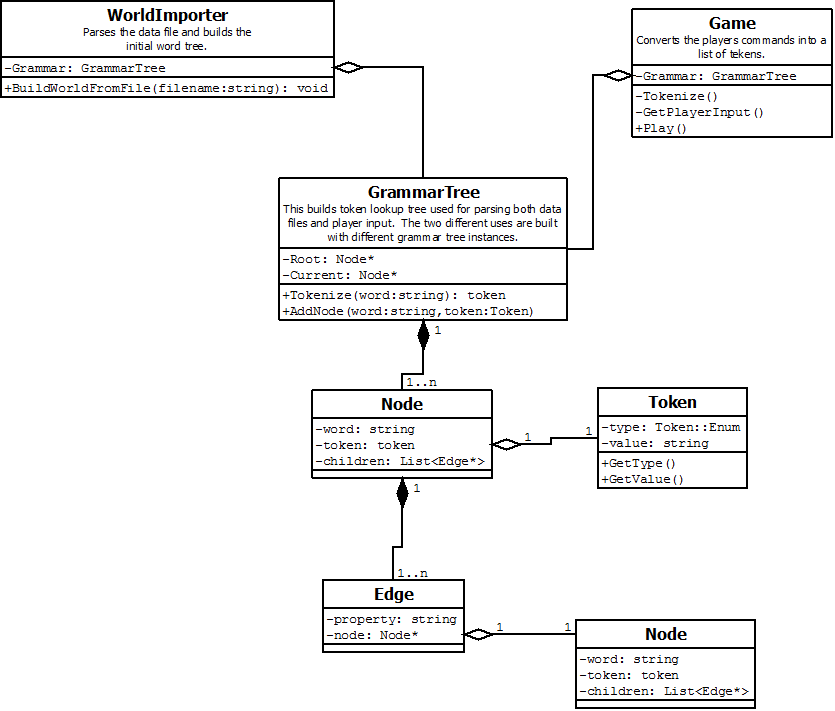 WorldImporter
Parses the data file and builds the
initial word tree.
-Grammar: GrammarTree
+BuildWorldFromFile(filename:string): void
Game
Converts the players commands into a
list of tekens.
-Grammar: GrammarTree
-Tokenize()
-GetPlayerInput()
+Play()
GrammarTree
This builds token lookup tree used for parsing both data
files and player input. The two different uses are built
with different grammar tree instances.
-Root: Node*
-Current: Node*
+Tokenize(word:string): token
+AddNode(word:string,token:Token)
1
1..n
Node
-word: string
-token: token
-children: List<Edge*>
1
1
Token
-type: Token::Enum
-value: string
+GetType()
+GetValue()
1
1..n
Edge
-property: string
-node: Node*
1
1
Node
-word: string
-token: token
-children: List<Edge*>